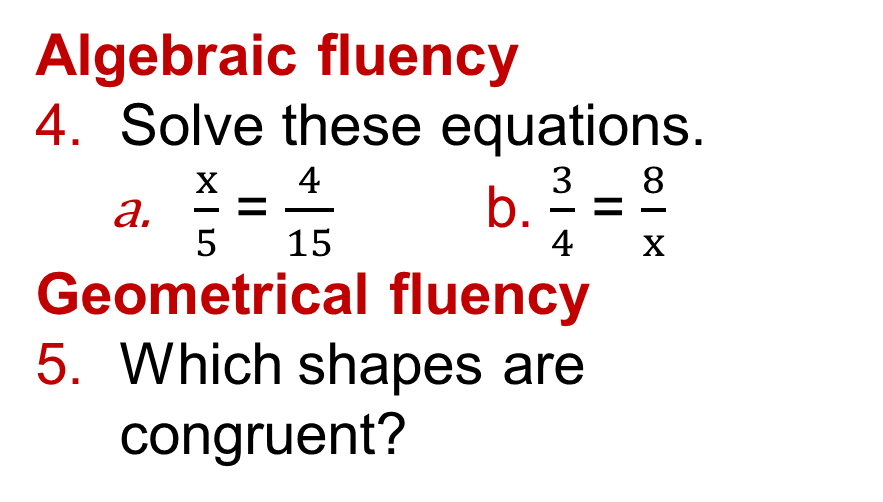 Algebraic fluency
4. Solve these equations.
a. x/5 = 4/15 b. 3/4 = 8/x
Geometrical fluency
5. Which shapes are
congruent?